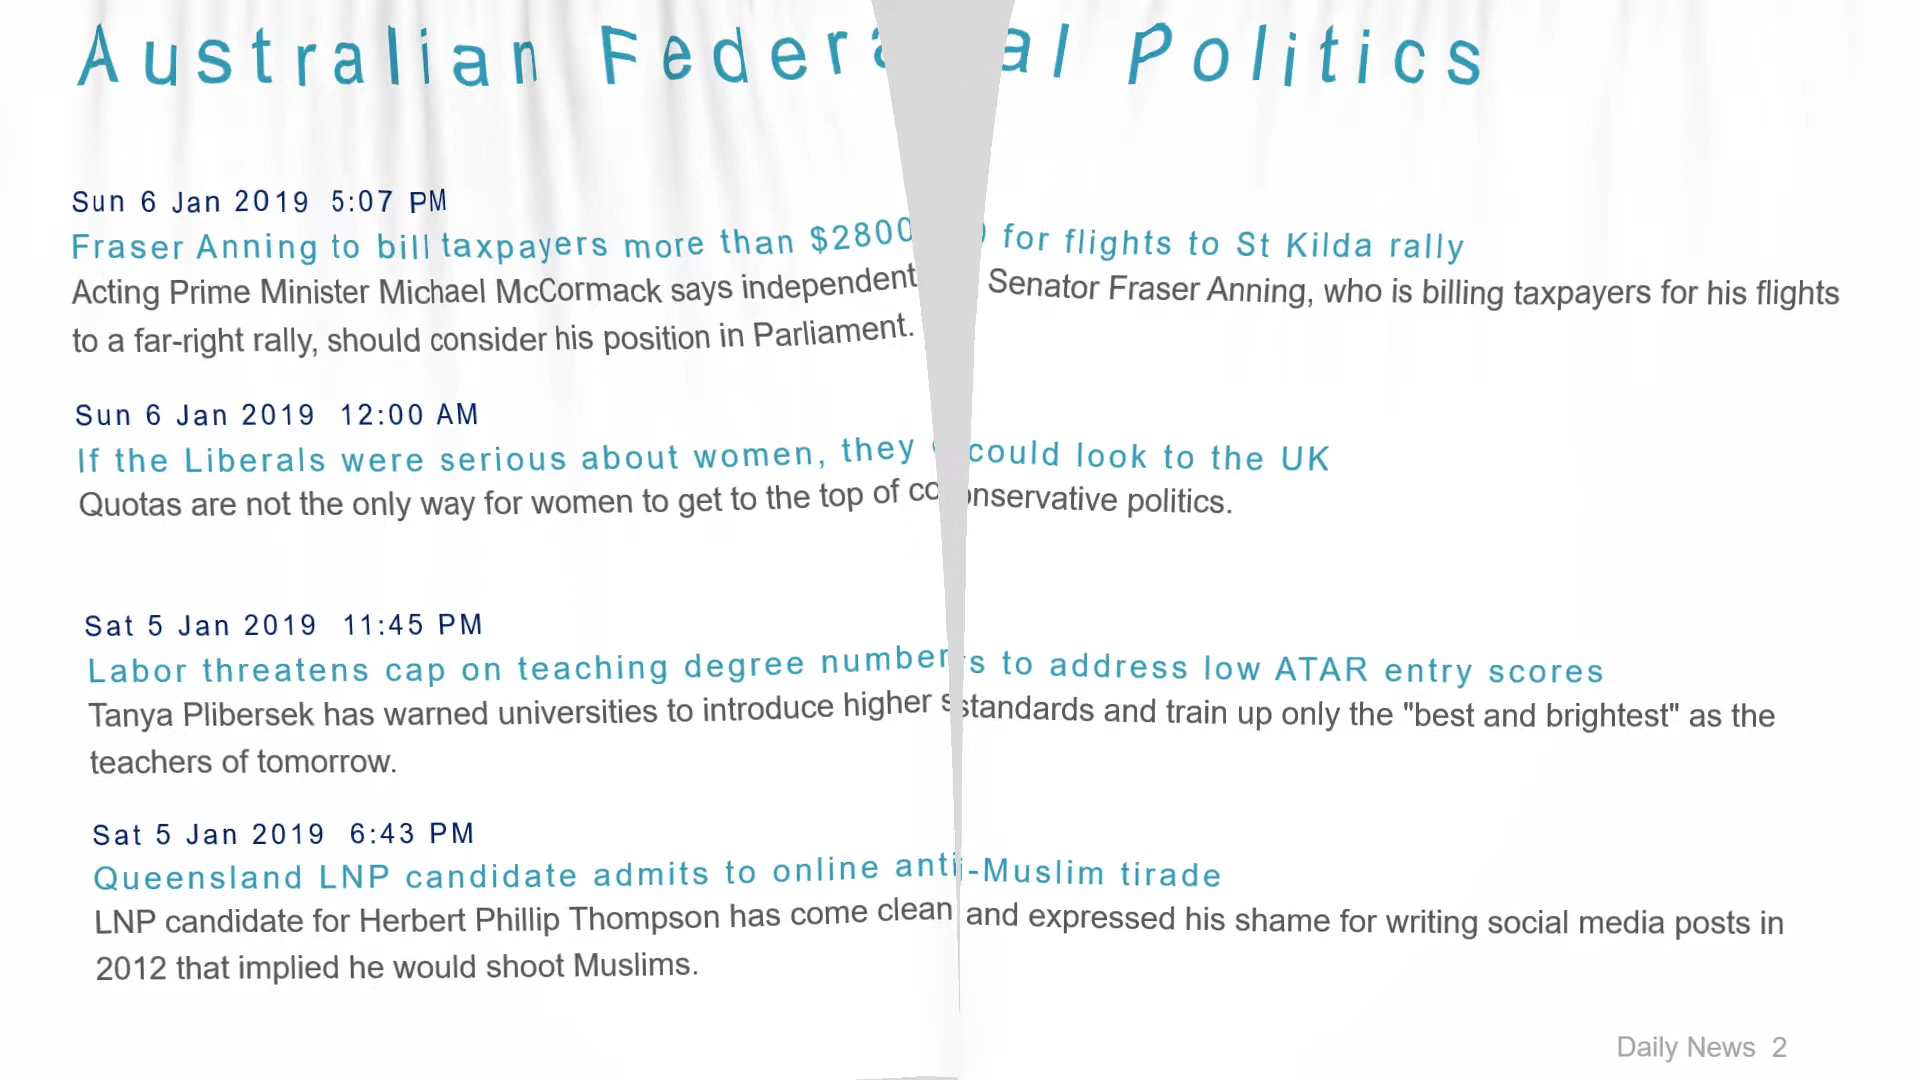 Australian Federal Politics
Sun 6 Jan 2019 5:07 PM
Fraser Anning to bill taxpayers more than $2800 for flights to St Kilda rally
Acting Prime Minister Michael McCormack says independent Senator Fraser Anning, who is billing taxpayers for his flights
to a far-right rally, should consider his position in Parliament.
Sun 6 Jan 2019 12:00 AM
If the Liberals were serious about women, they could look to the UK
Quotas are not the only way for women to get to the top of conservative politics.
Sat 5 Jan 2019 11:45 PM
Labor threatens cap on teaching degree numbers to address low ATAR entry scores
Tanya Plibersek has warned universities to introduce higher standards and train up only the "best and brightest" as the
teachers of tomorrow.
Sat 5 Jan 2019 6:43 PM
Queensland LNP candidate admits to online anti-Muslim tirade
LNP candidate for Herbert Phillip Thompson has come clean and expressed his shame for writing social media posts in
2012 that implied he would shoot Muslims.
Daily News 2